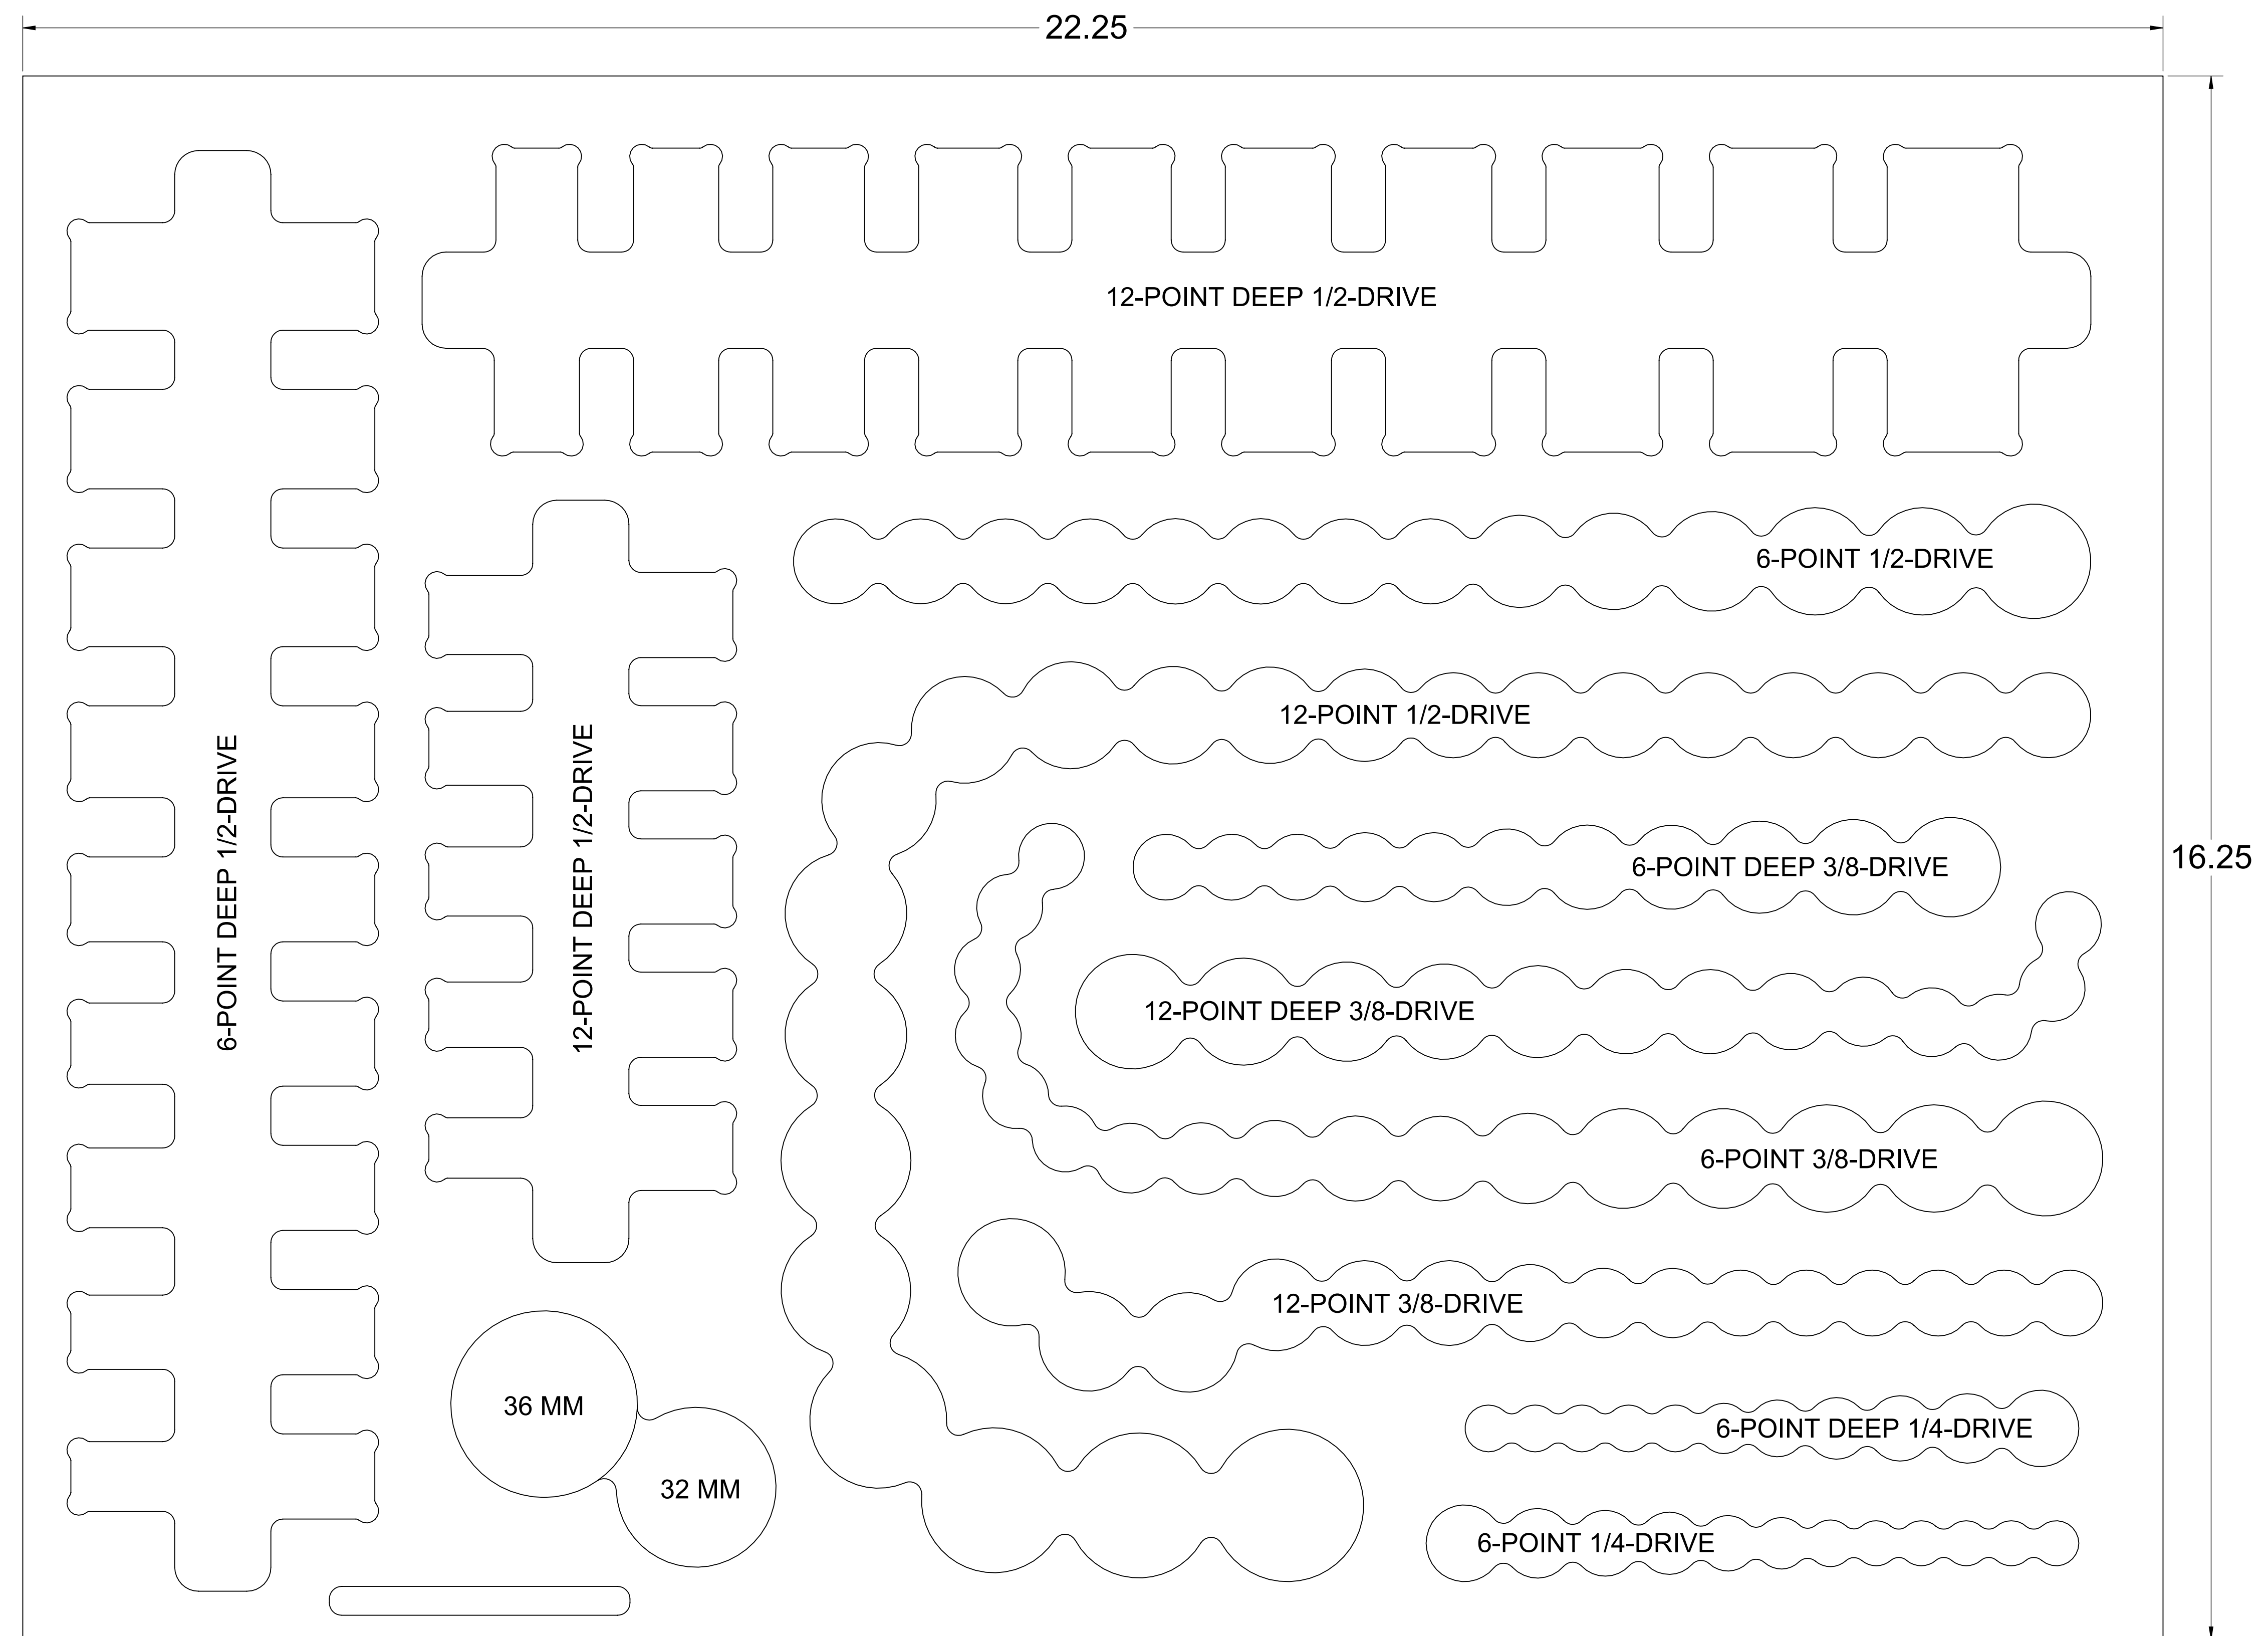 22.25
12-POINT DEEP 1/2-DRIVE
6-POINT 1/2-DRIVE
12-POINT 1/2-DRIVE
6-POINT DEEP 1/2-DRIVE
12-POINT DEEP 1/2-DRIVE
16.25
6-POINT DEEP 3/8-DRIVE
12-POINT DEEP 3/8-DRIVE
6-POINT 3/8-DRIVE
12-POINT 3/8-DRIVE
36 MM
32 MM
6-POINT DEEP 1/4-DRIVE
6-POINT 1/4-DRIVE